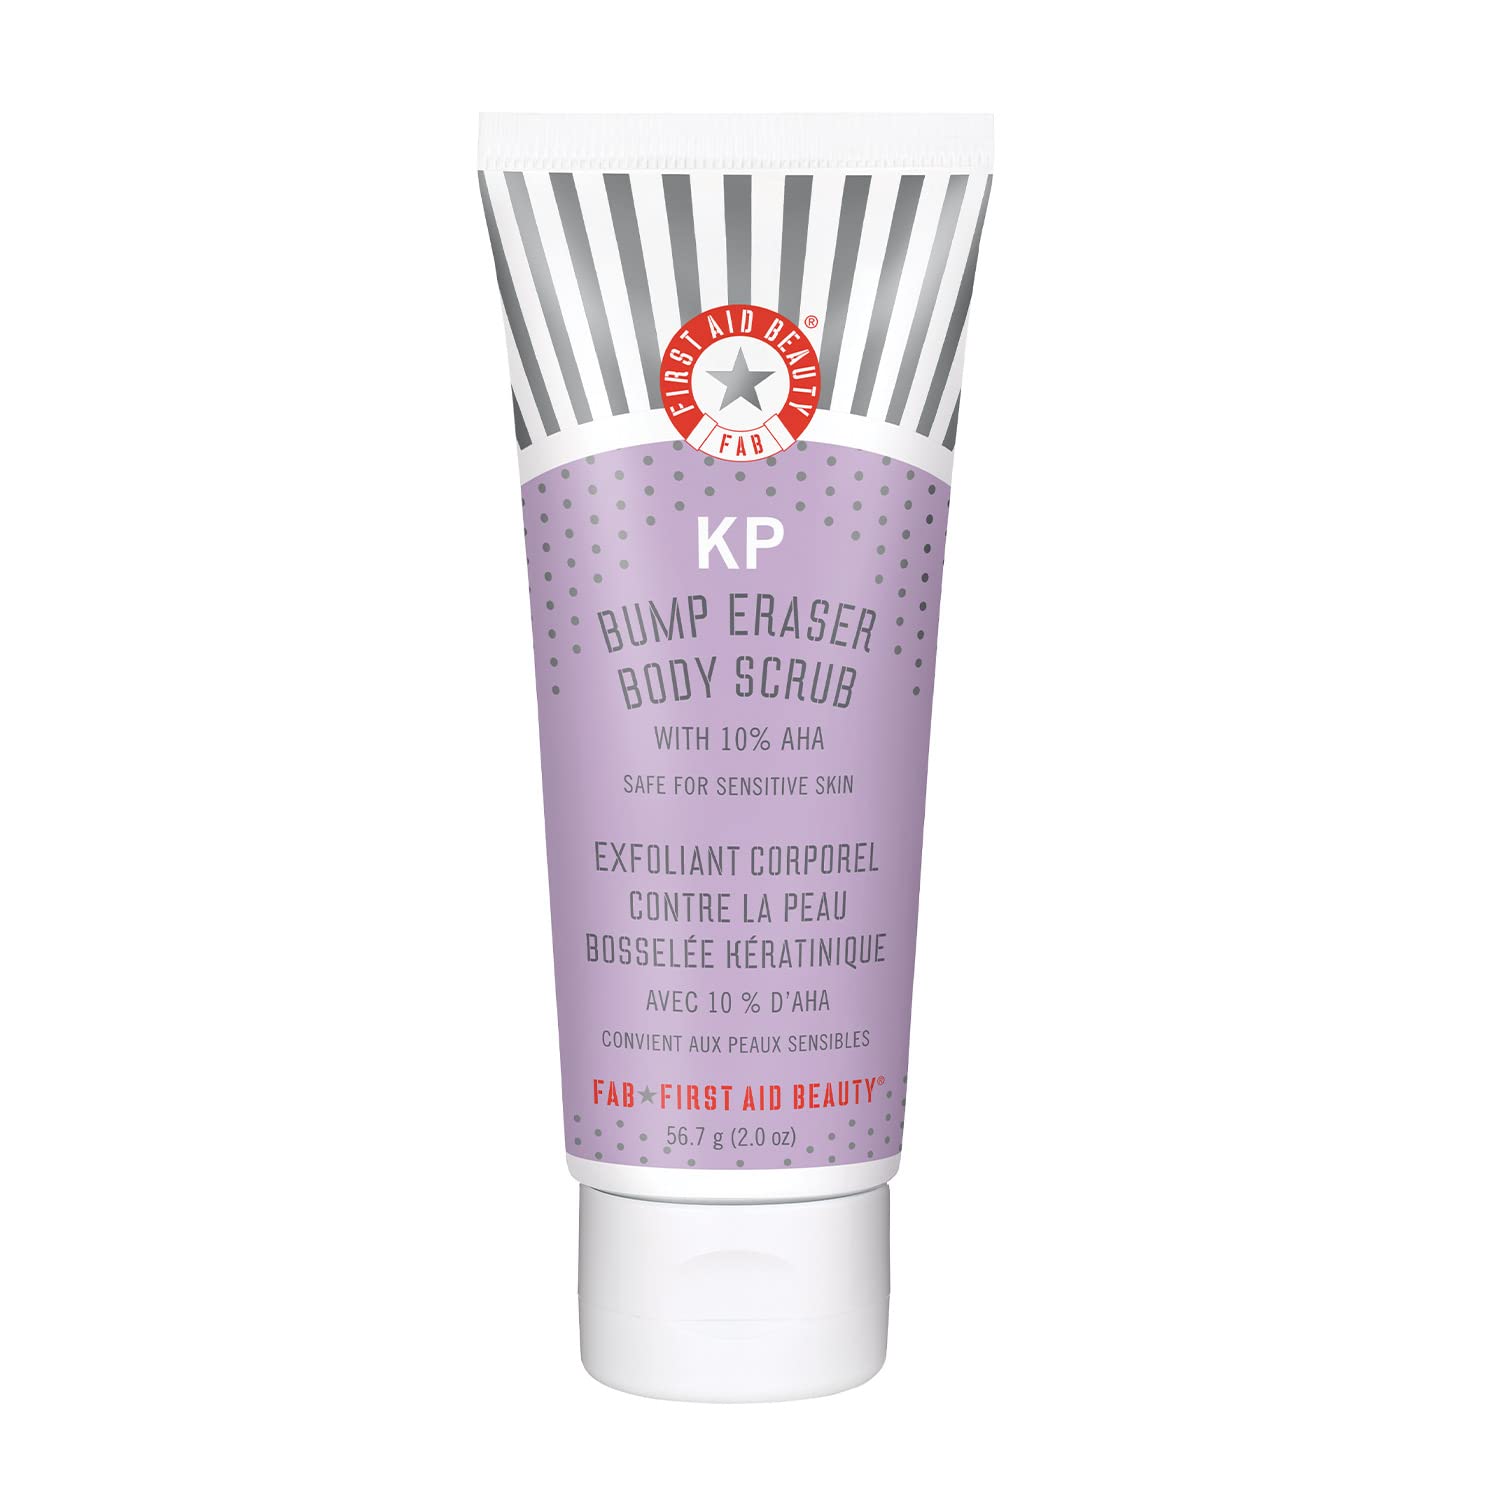 FIRST AID BEAUTY®
FAB
KP
BUMP ERASER
BODY SCRUB
WITH 10% AHA
SAFE FOR SENSITIVE SKIN
EXFOLIANT CORPOREL
CONTRE LA PEAU
BOSSELÉE KÉRATINIQUE
AVEC 10 % D'AHA
CONVIENT AUX PEAUX SENSIBLES
FAB★FIRST AID BEAUTY®
56.7 g (2.0 oz)